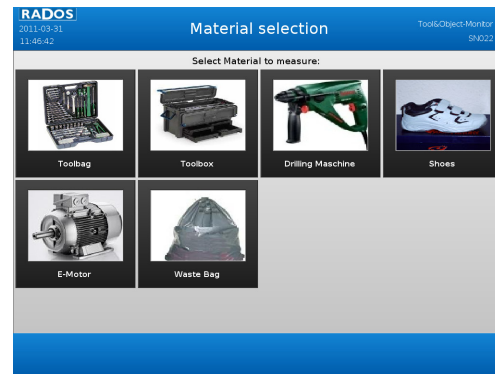 RADOS
2011-03-31
11:46:42
Material selection
Tool&Object-Monitor
SN022
Select Material to measure:
Toolbag
Toolbox
Drilling Maschine
Shoes
E-Motor
Waste Bag